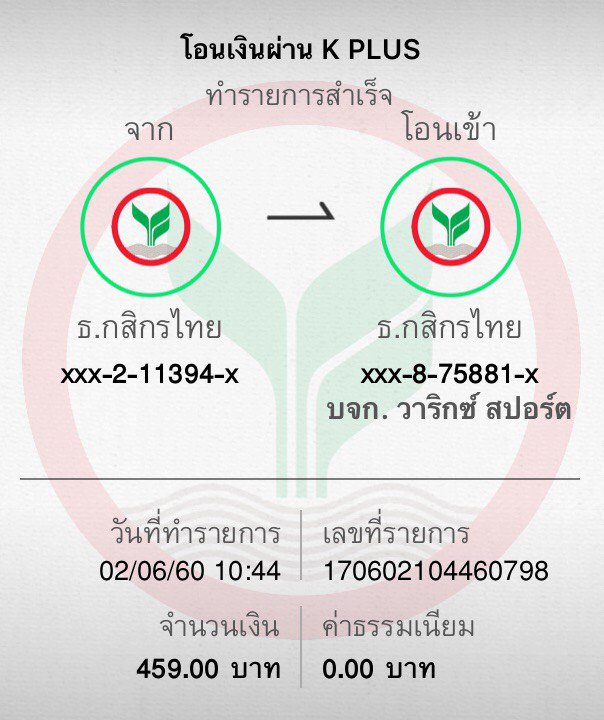 โอนเงินผ่าน K PLUS
ทำรายการสำเร็จ
จาก
โอนเข้า
ธ.กสิกรไทย
ธ.กสิกรไทย
xxx-2-11394-x
xxx-8-75881-x
บจก. วาริกซ์ สปอร์ต
วันที่ทำรายการ
เลขที่รายการ
02/06/60 10:44
170602104460798
จำนวนเงิน
ค่าธรรมเนียม
459.00 บาท
0.00 บาท